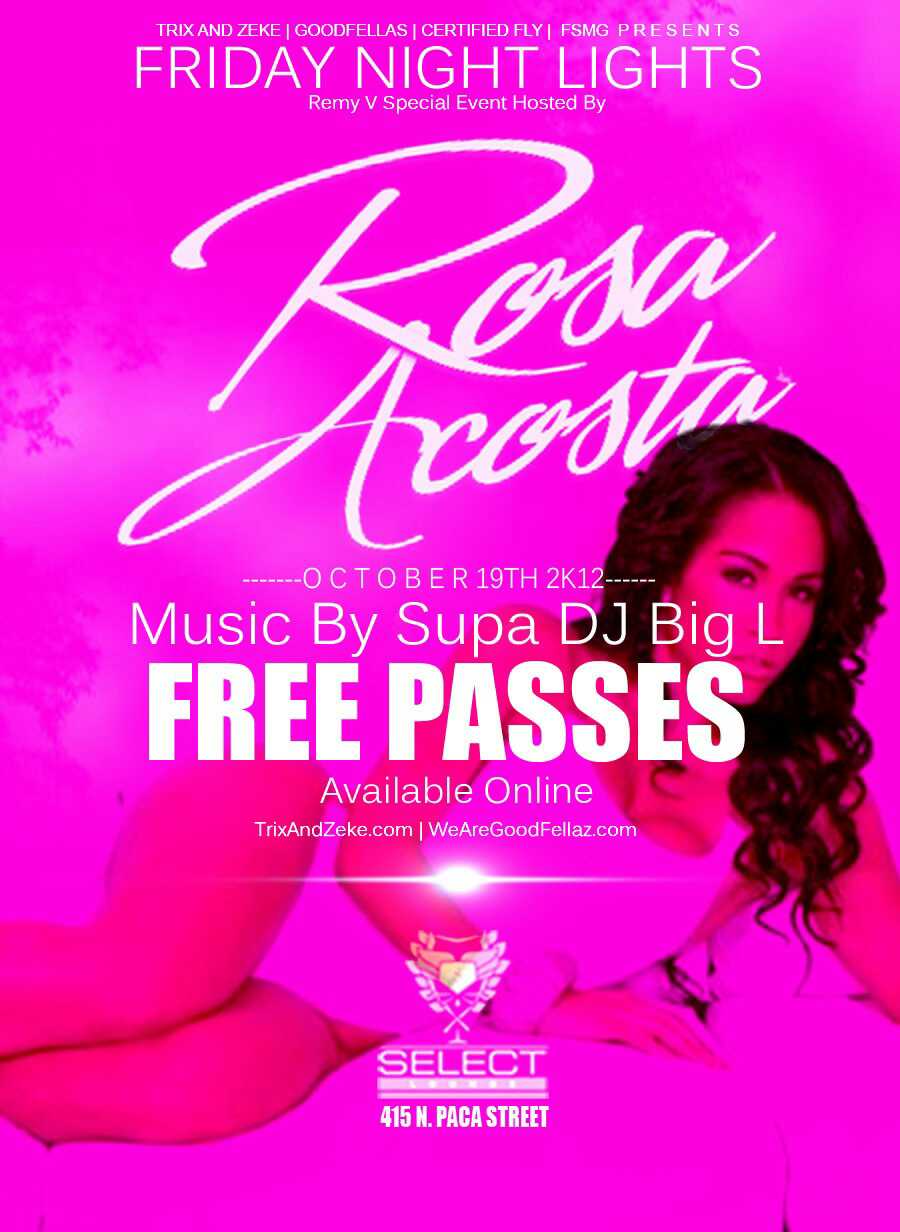 TRIX AND ZEKE | GOODFELLAS | CERTIFIED FLY | FSMG P R E S E N T S
FRIDAY NIGHT LIGHTS
Remy V Special Event Hosted By
Rosa
Acosta
-------O C T O B E R 19TH 2K12------
Music By Supa DJ Big L
FREE PASSES
Available Online
TrixAndZeke.com | WeAreGoodFellaz.com
SELECT
LOUNGE
415 N. PACA STREET